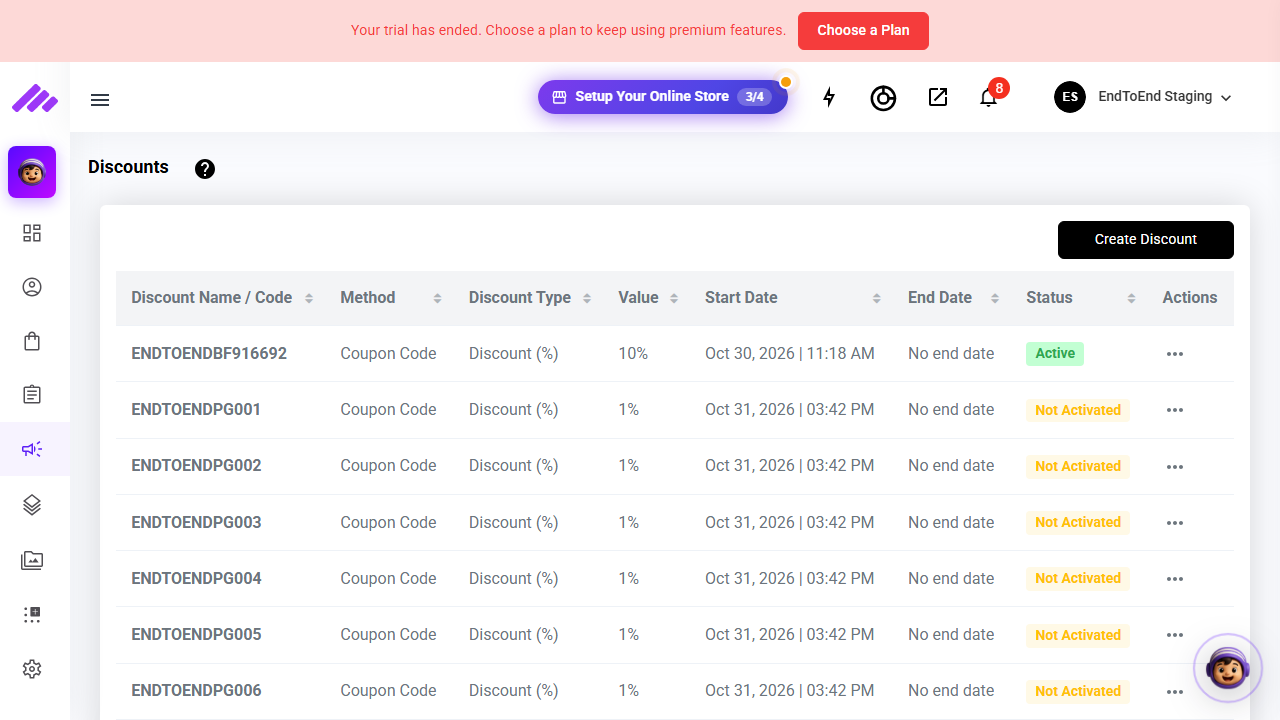 Your trial has ended. Choose a plan to keep using premium features. Choose a Plan
Setup Your Online Store 3/4 8 ES EndToEnd Staging
Discounts ?
Create Discount
Discount Name / Code Method Discount Type Value Start Date End Date Status Actions
ENDTOENDBF916692 Coupon Code Discount (%) 10% Oct 30, 2026 | 11:18 AM No end date Active
ENDTOENDPG001 Coupon Code Discount (%) 1% Oct 31, 2026 | 03:42 PM No end date Not Activated
ENDTOENDPG002 Coupon Code Discount (%) 1% Oct 31, 2026 | 03:42 PM No end date Not Activated
ENDTOENDPG003 Coupon Code Discount (%) 1% Oct 31, 2026 | 03:42 PM No end date Not Activated
ENDTOENDPG004 Coupon Code Discount (%) 1% Oct 31, 2026 | 03:42 PM No end date Not Activated
ENDTOENDPG005 Coupon Code Discount (%) 1% Oct 31, 2026 | 03:42 PM No end date Not Activated
ENDTOENDPG006 Coupon Code Discount (%) 1% Oct 31, 2026 | 03:42 PM No end date Not Activated